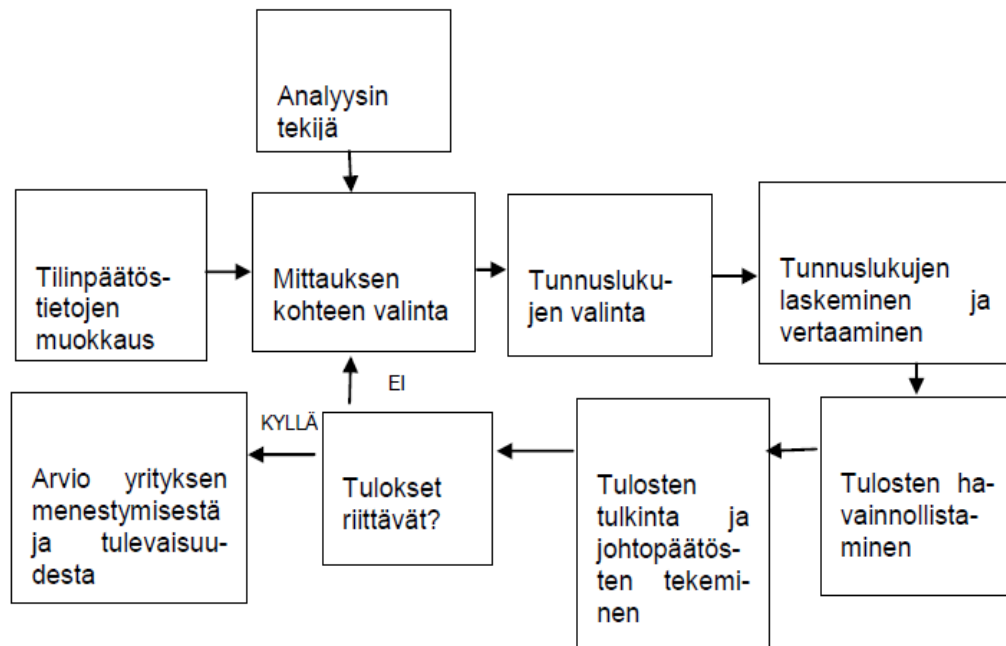 Analyysin
tekijä
Tilinpäätös-
tietojen
muokkaus
Mittauksen
kohteen valinta
Tunnusluku-
jen valinta
Tunnuslukujen
laskeminen ja
vertaaminen
EI
KYLLÄ
Arvio yrityksen
menestymisestä
ja tulevaisuu-
desta
Tulokset
riittävät?
Tulosten
tulkinta ja
johtopäätös-
ten tekemi-
nen
Tulosten ha-
vainnollista-
minen